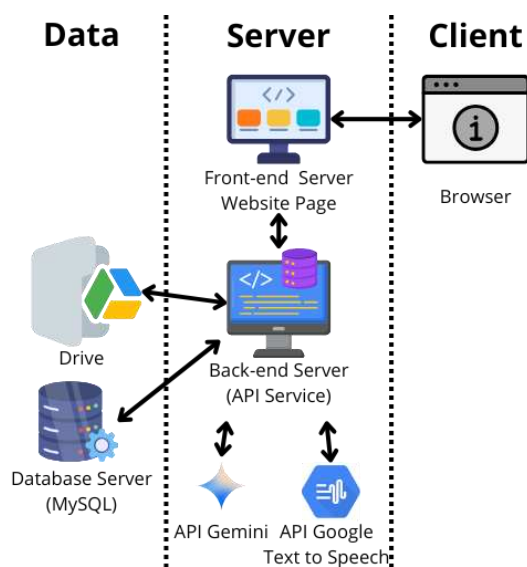 Data
Server
Client
</>
Front-end Server
Website Page
i
Browser
</>
Drive
Back-end Server
(API Service)
Database Server
(MySQL)
API Gemini
API Google
Text to Speech